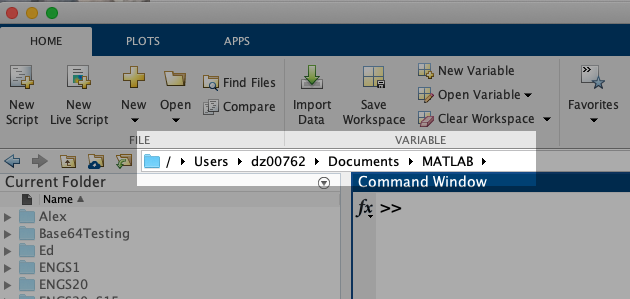 HOME PLOTS APPS
New Script
New Live Script
New
Open
Find Files
Compare
Import Data
Save Workspace
New Variable
Open Variable
Clear Workspace
Favorites
FILE VARIABLE
/ Users dz00762 Documents MATLAB
Current Folder
Command Window
Name
fx >>
Alex
Base64Testing
Ed
ENGS1
ENGS20